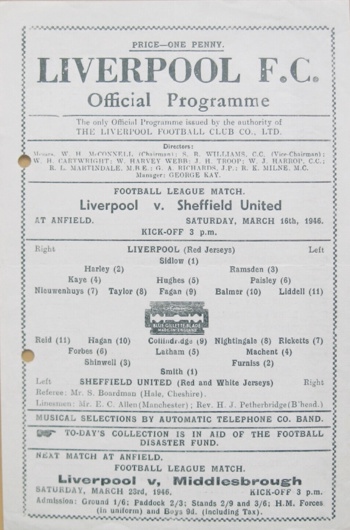 PRICE—ONE PENNY.
LIVERPOOL F.C.
Official Programme
The only Official Programme issued by the authority of
THE LIVERPOOL FOOTBALL CLUB CO., LTD.
Directors:
Messrs. W. H. McCONNELL (Chairman); S. R. WILLIAMS, C.C. (Vice-Chairman);
W. H. CARTWRIGHT; W. HARVEY WEBB; J. H. TROOP; W. J. HARROP, C.C.;
R. L. MARTINDALE, M.B.E.; G. A. RICHARDS, J.P.; R. K. MILNE, M.C.
Manager: GEORGE KAY.
FOOTBALL LEAGUE MATCH.
Liverpool v. Sheffield United
AT ANFIELD. SATURDAY, MARCH 16th, 1946.
KICK-OFF 3 p.m.
Right LIVERPOOL (Red Jerseys) Left
Sidlow (1)
Harley (2) Ramsden (3)
Kaye (4) Hughes (5) Paisley (6)
Nieuwenhuys (7) Taylor (8) Fagan (9) Balmer (10) Liddell (11)
BLUE GILLETTE BLADE
Reid (11) Hagan (10) Collindridge (9) Nightingale (8) Ricketts (7)
Forbes (6) Latham (5) Machent (4)
Shinwell (3) Furniss (2)
Smith (1)
Left SHEFFIELD UNITED (Red and White Jerseys) Right
Referee: Mr. S. Boardman (Hale, Cheshire).
Linesmen: Mr. E. C. Allen (Manchester); Rev. H. J. Petherbridge (B'head.)
MUSICAL SELECTIONS BY AUTOMATIC TELEPHONE CO. BAND.
TO-DAY'S COLLECTION IS IN AID OF THE FOOTBALL
DISASTER FUND.
NEXT MATCH AT ANFIELD,
FOOTBALL LEAGUE MATCH.
Liverpool v. Middlesbrough
SATURDAY, MARCH 23rd, 1946. KICK-OFF 3 p.m.
Admission: Ground 1/6; Paddock 2/3; Stands 2/9 and 3/6; H.M. Forces
(in uniform) and Boys 9d. (including Tax).